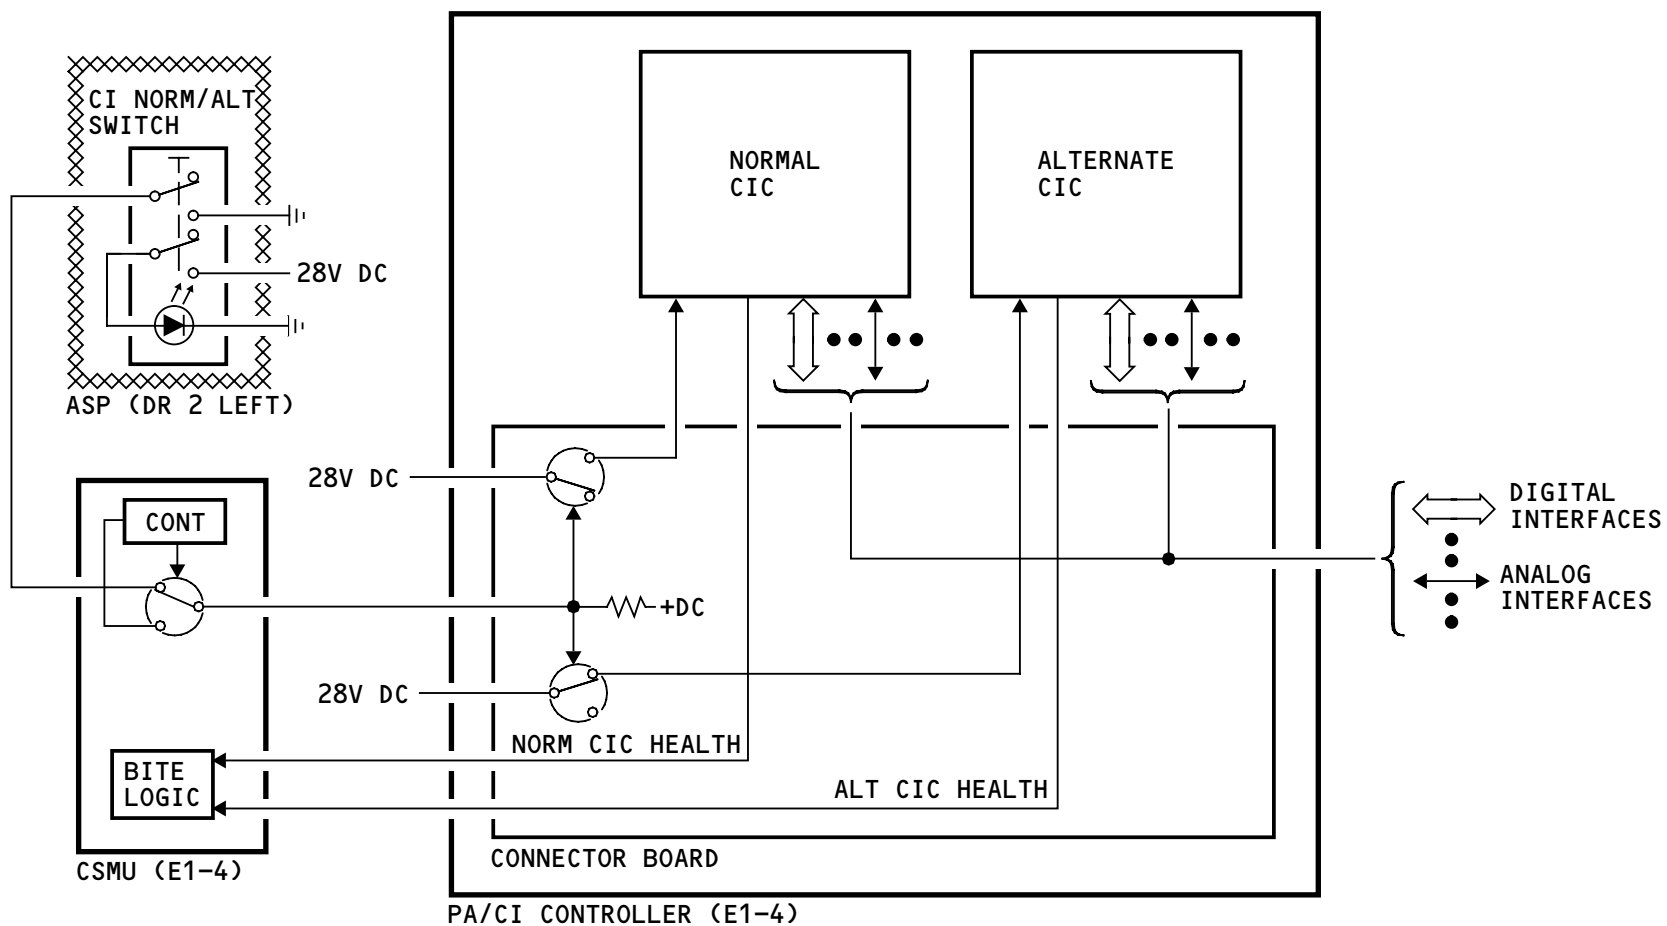 CI NORM/ALT
SWITCH
28V DC
ASP (DR 2 LEFT)
NORMAL
CIC
ALTERNATE
CIC
28V DC
CONT
DIGITAL
INTERFACES
ANALOG
INTERFACES
+DC
28V DC
NORM CIC HEALTH
BITE
LOGIC
ALT CIC HEALTH
CSMU (E1-4)
CONNECTOR BOARD
PA/CI CONTROLLER (E1-4)